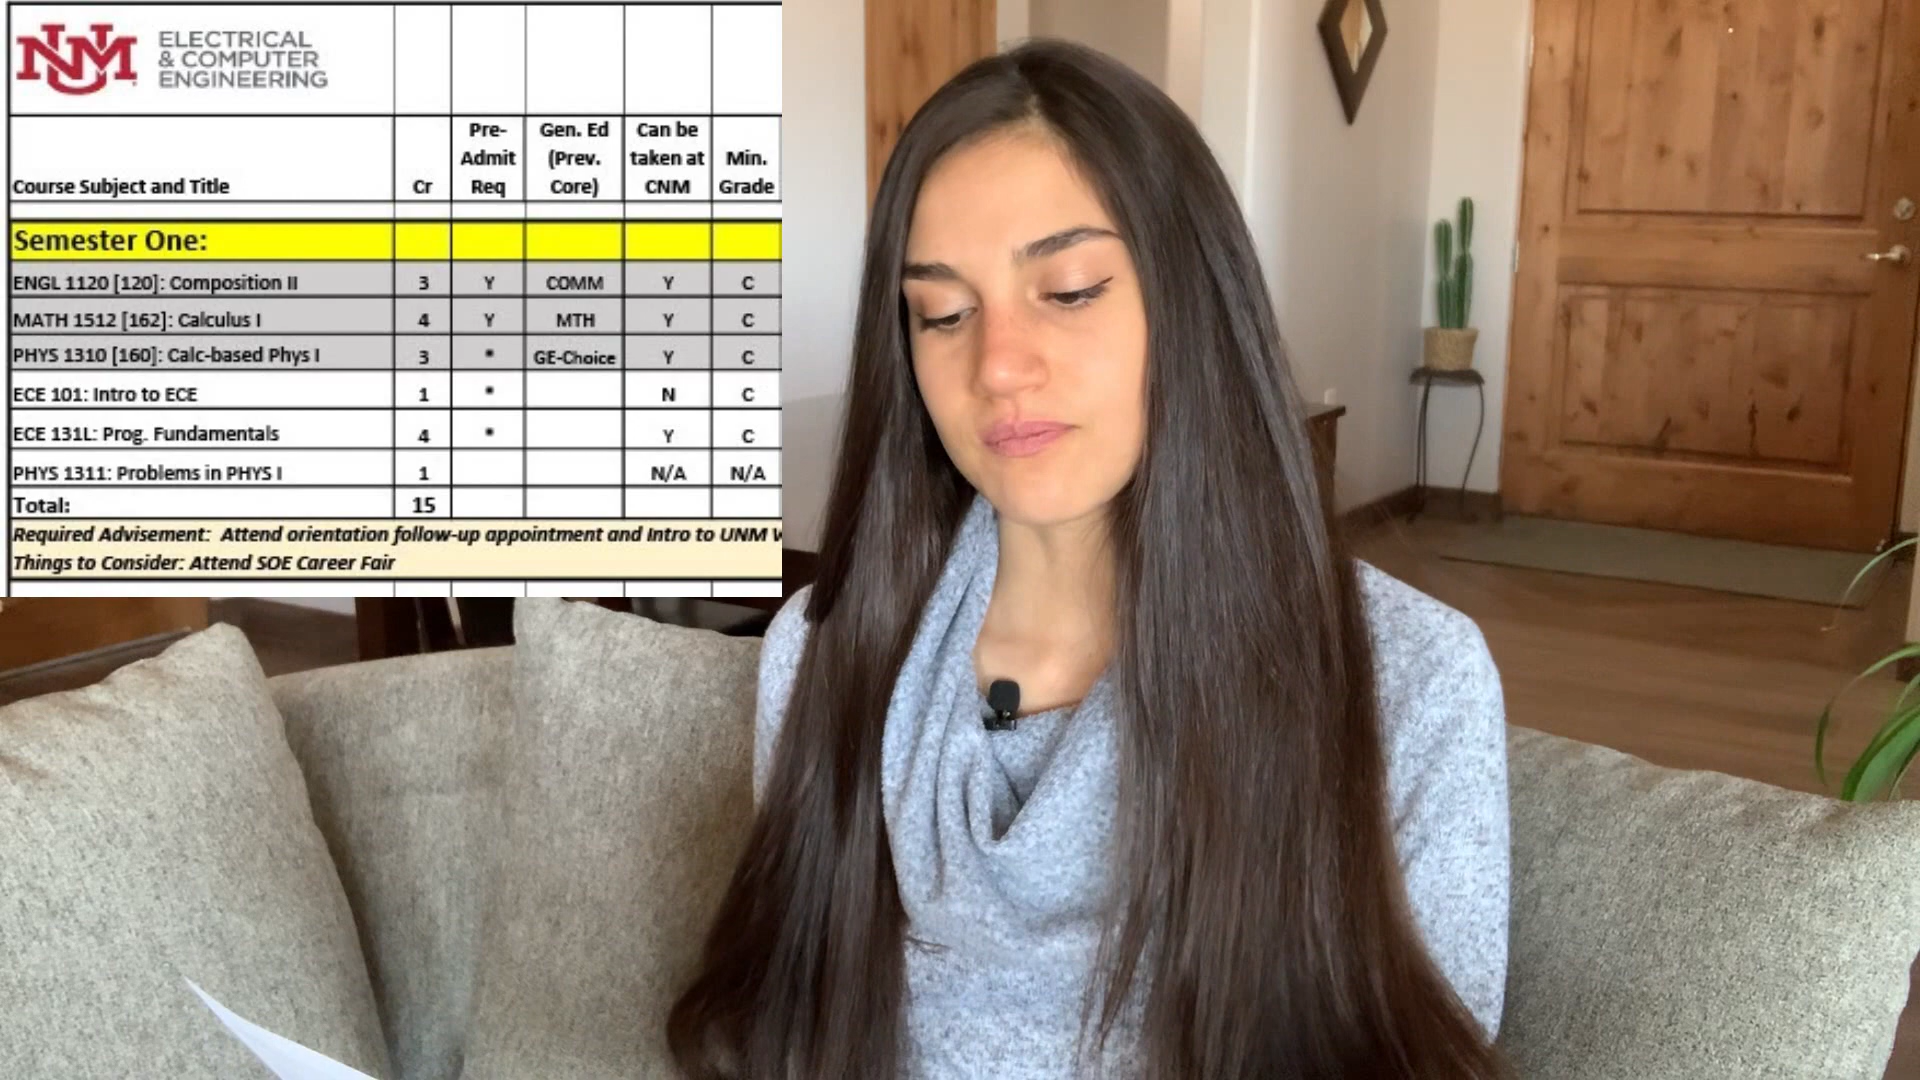 UNM
ELECTRICAL
& COMPUTER
ENGINEERING
Course Subject and Title Cr Pre-Admit Req Gen. Ed (Prev. Core) Can be taken at CNM Min. Grade
Semester One:
ENGL 1120 [120]: Composition II 3 Y COMM Y C
MATH 1512 [162]: Calculus I 4 Y MTH Y C
PHYS 1310 [160]: Calc-based Phys I 3 * GE-Choice Y C
ECE 101: Intro to ECE 1 * N C
ECE 131L: Prog. Fundamentals 4 * Y C
PHYS 1311: Problems in PHYS I 1 N/A N/A
Total: 15
Required Advisement: Attend orientation follow-up appointment and Intro to UNM
Things to Consider: Attend SOE Career Fair